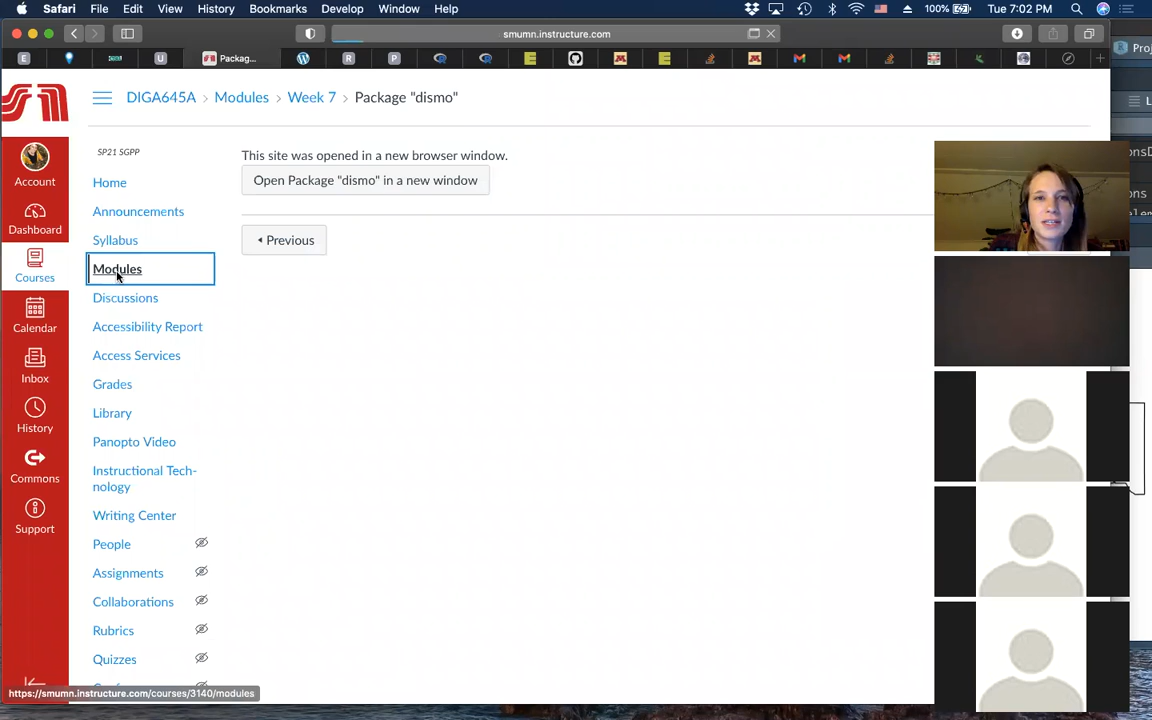 Safari File Edit View History Bookmarks Develop Window Help 100% Tue 7:02 PM
smumn.instructure.com
Packag...
DIGA645A > Modules > Week 7 > Package "dismo"
SP21 SGPP
This site was opened in a new browser window.
Open Package "dismo" in a new window
Previous
Account
Dashboard
Courses
Calendar
Inbox
History
Commons
Support
Home
Announcements
Syllabus
Modules
Discussions
Accessibility Report
Access Services
Grades
Library
Panopto Video
Instructional Tech-
nology
Writing Center
People
Assignments
Collaborations
Rubrics
Quizzes
https://smumn.instructure.com/courses/3140/modules